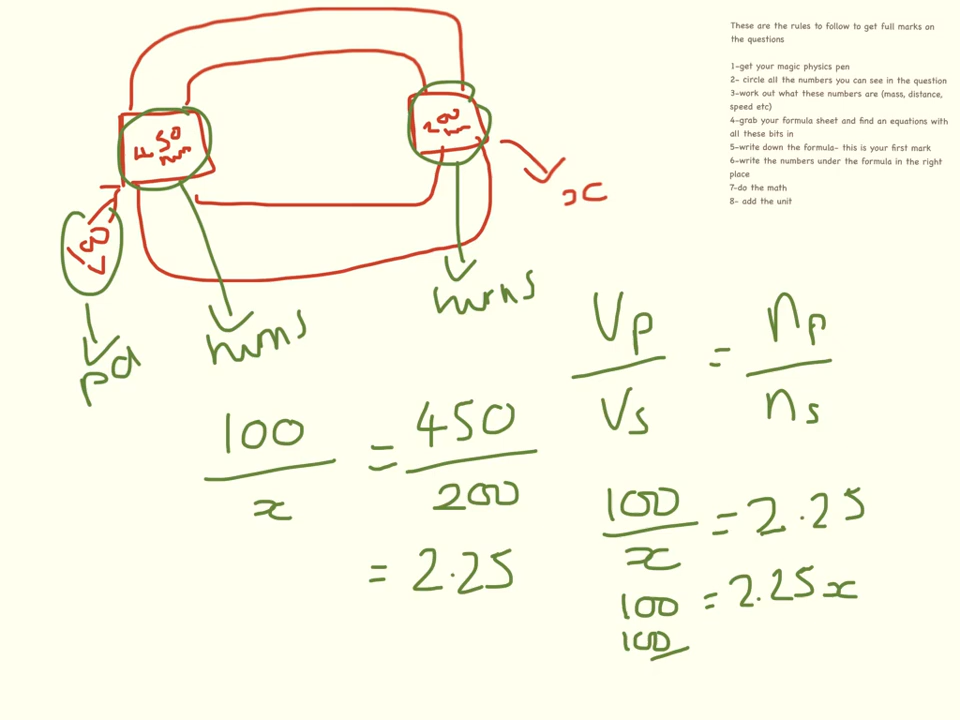 These are the rules to follow to get full marks on
the questions
1-get your magic physics pen
2- circle all the numbers you can see in the question
3-work out what these numbers are (mass, distance,
speed etc)
4-grab your formula sheet and find an equations with
all these bits in
5-write down the formula- this is your first mark
6-write the numbers under the formula in the right
place
7-do the math
8- add the unit
450
200
x
pd
turns
turns
Vp/Vs = np/ns
100/x = 450/200
= 2.25
100/x = 2.25
100 = 2.25x
100